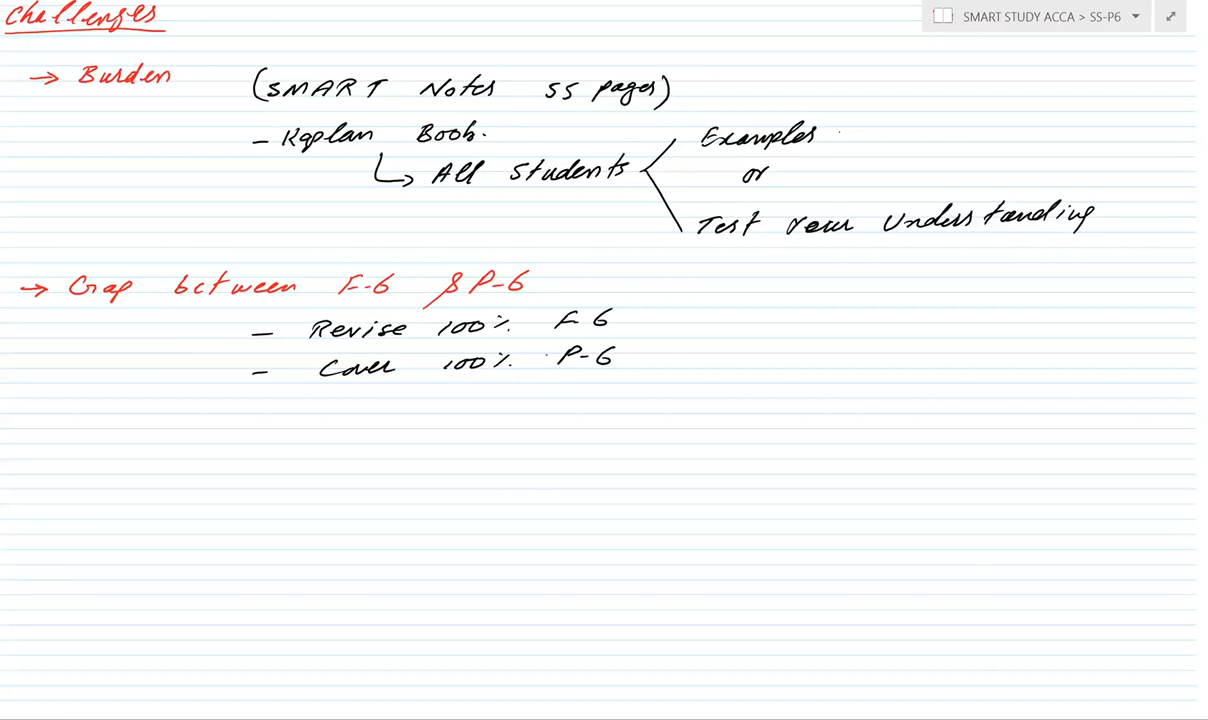 Challenges
SMART STUDY ACCA > SS-P6
→ Burden (SMART Notes 55 pages)
- Kaplan Book.
↳ All Students
Examples
or
Test Your Understanding
→ Gap between F-6 & P-6
- Revise 100% F6
- Cover 100% P-6